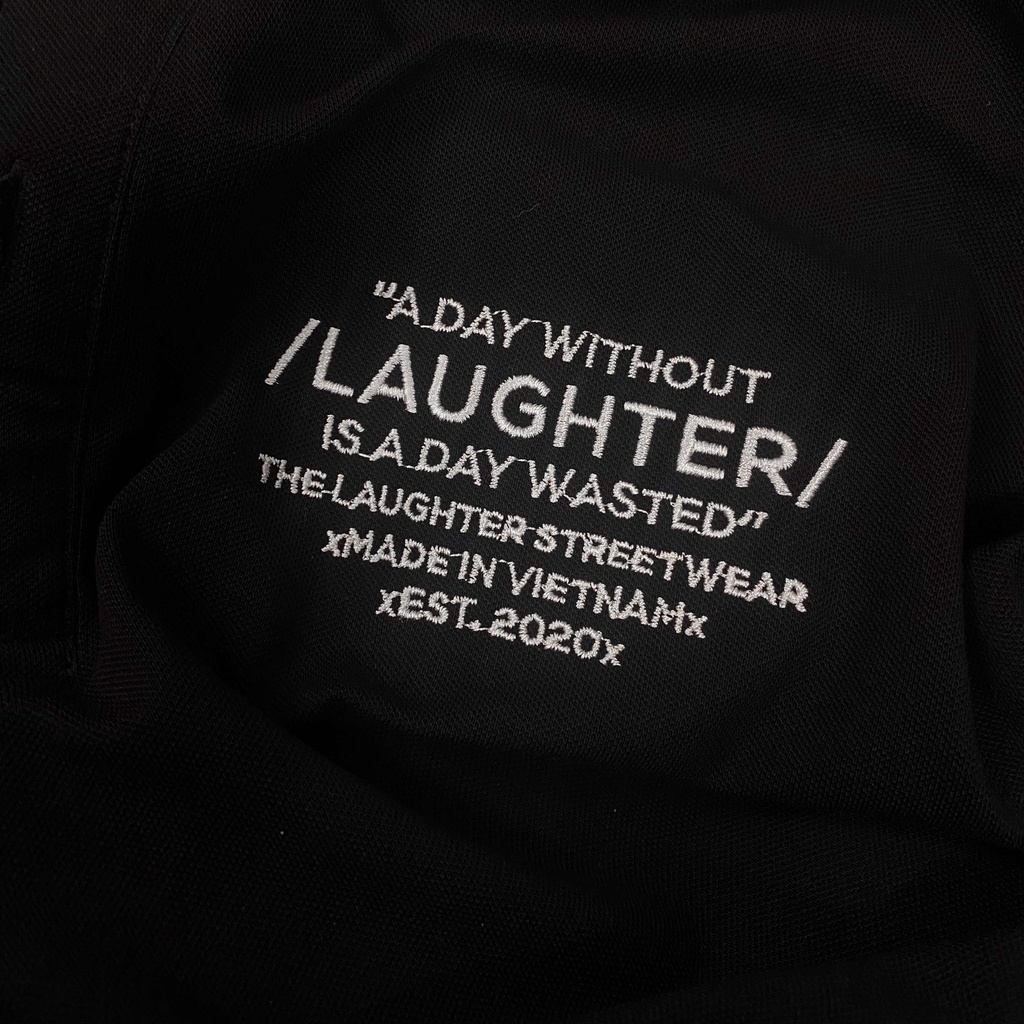 "A DAY WITHOUT
/LAUGHTER/
IS A DAY WASTED"
THE LAUGHTER STREETWEAR
xMADE IN VIETNAMx
xEST. 2020x